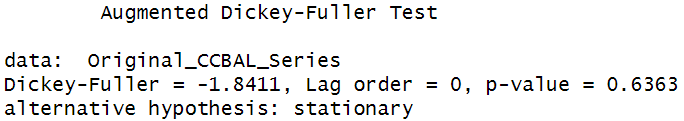 Augmented Dickey-Fuller Test
data:  Original_CCBAL_Series
Dickey-Fuller = -1.8411, Lag order = 0, p-value = 0.6363
alternative hypothesis: stationary